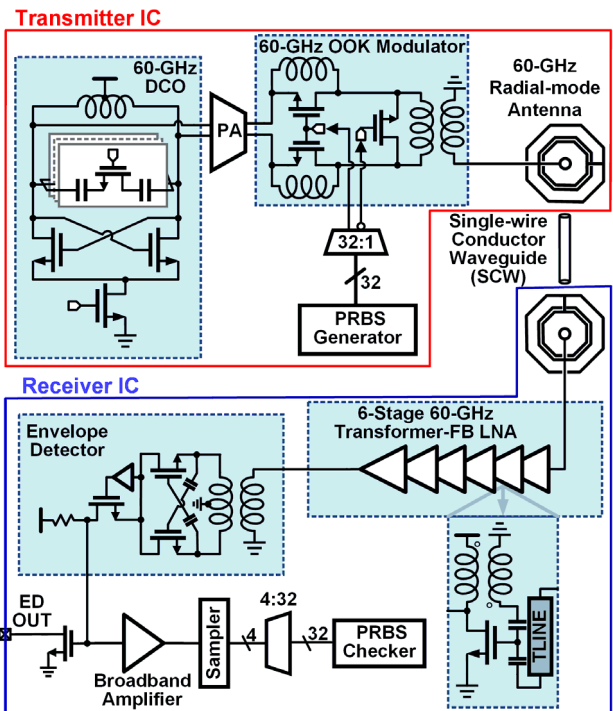 Transmitter IC
60-GHz
DCO
PA
60-GHz OOK Modulator
32:1
32
PRBS
Generator
60-GHz
Radial-mode
Antenna
Single-wire
Conductor
Waveguide
(SCW)
Receiver IC
6-Stage 60-GHz
Transformer-FB LNA
Envelope
Detector
ED
OUT
Broadband
Amplifier
Sampler
4
4:32
32
PRBS
Checker
TLINE